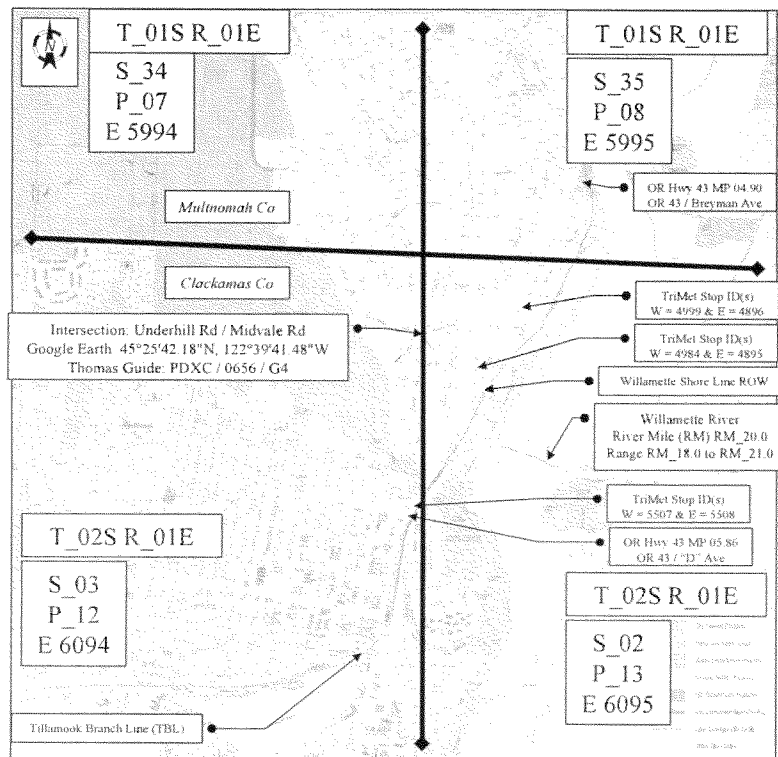 N
T_01S R_01E
S_34
P_07
E 5994
T_01S R_01E
S_35
P_08
E 5995
OR Hwy 43 MP 04.90
OR 43 / Breyman Ave
Multnomah Co
Clackamas Co
TriMet Stop ID(s)
W = 4999 & E = 4896
Intersection: Underhill Rd / Midvale Rd
Google Earth 45°25'42.18"N, 122°39'41.48"W
Thomas Guide: PDXC / 0656 / G4
TriMet Stop ID(s)
W = 4984 & E = 4895
Willamette Shore Line ROW
Willamette River
River Mile (RM) RM_20.0
Range RM_18.0 to RM_21.0
TriMet Stop ID(s)
W = 5507 & E = 5508
OR Hwy 43 MP 05.86
OR 43 / "D" Ave
T_02S R_01E
S_03
P_12
E 6094
T_02S R_01E
S_02
P_13
E 6095
Tillamook Branch Line (TBL)